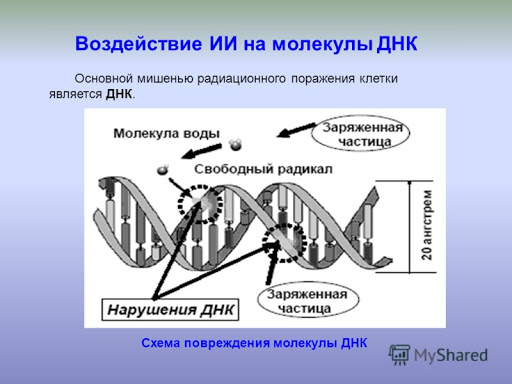 Воздействие ИИ на молекулы ДНК
Основной мишенью радиационного поражения клетки
является ДНК.
Молекула воды
Заряженная
частица
Свободный радикал
20 ангстрем
Нарушения ДНК
Заряженная
частица
Схема повреждения молекулы ДНК
MyShared